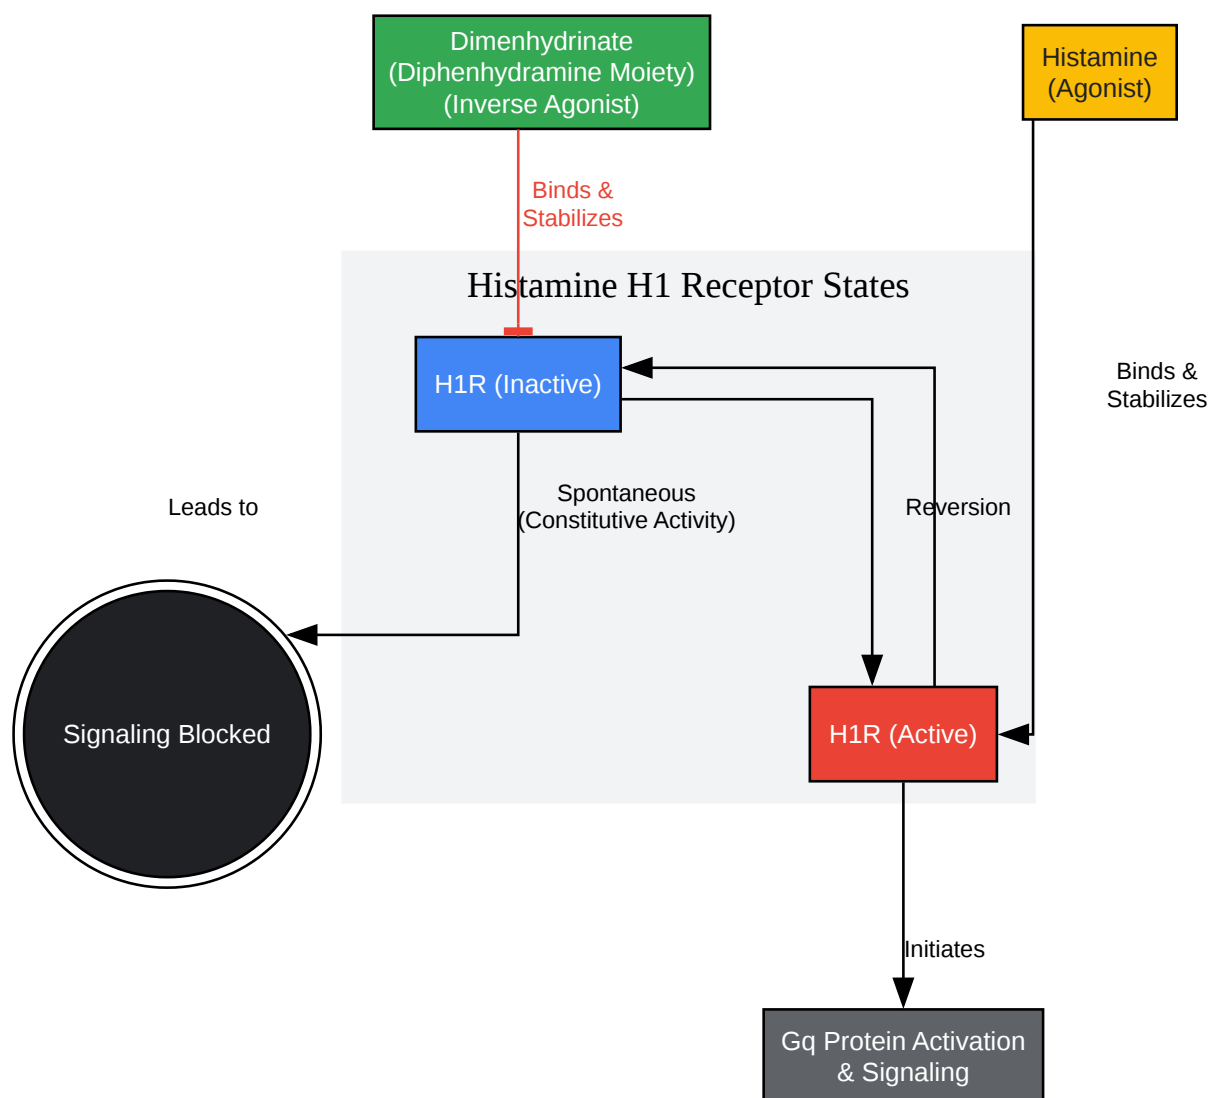 Dimenhydrinate
(Diphenhydramine Moiety)
(Inverse Agonist)
Histamine
(Agonist)
Binds &
Stabilizes
Histamine H1 Receptor States
H1R (Inactive)
Binds &
Stabilizes
Leads to
Spontaneous
(Constitutive Activity)
Reversion
Signaling Blocked
H1R (Active)
Initiates
Gq Protein Activation
& Signaling